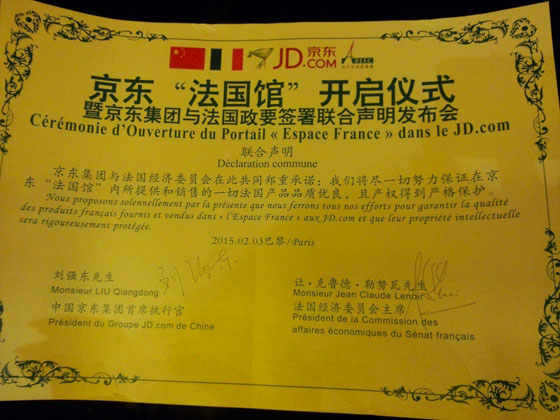 JD 京东
.COM
DEFC
京东“法国馆”开启仪式
暨京东集团与法国政要签署联合声明发布会
Cérémonie d'Ouverture du Portail « Espace France » dans le JD.com
联合声明
Déclaration commune
京东集团与法国经济委员会在此共同郑重承诺：我们将尽一切努力保证在京
东“法国馆”内所提供和销售的一切法国产品品质优良，且产权得到严格保护。
Nous proposons solennellement par la présente que nous ferrons tous nos efforts pour garantir la qualité
des produits français fournis et vendus dans « l'Espace France » aux JD.com et que leur propriété intellectuelle
sera rigoureusement protégée.
2015.02.03巴黎/Paris
刘强东先生
Monsieur LIU Qiangdong
中国京东集团首席执行官
Président du Groupe JD.com de Chine
让·克鲁德·勒努瓦先生
Monsieur Jean Claude Lenoir
法国经济委员会主席
Président de la Commission des
affaires économiques du Sénat français